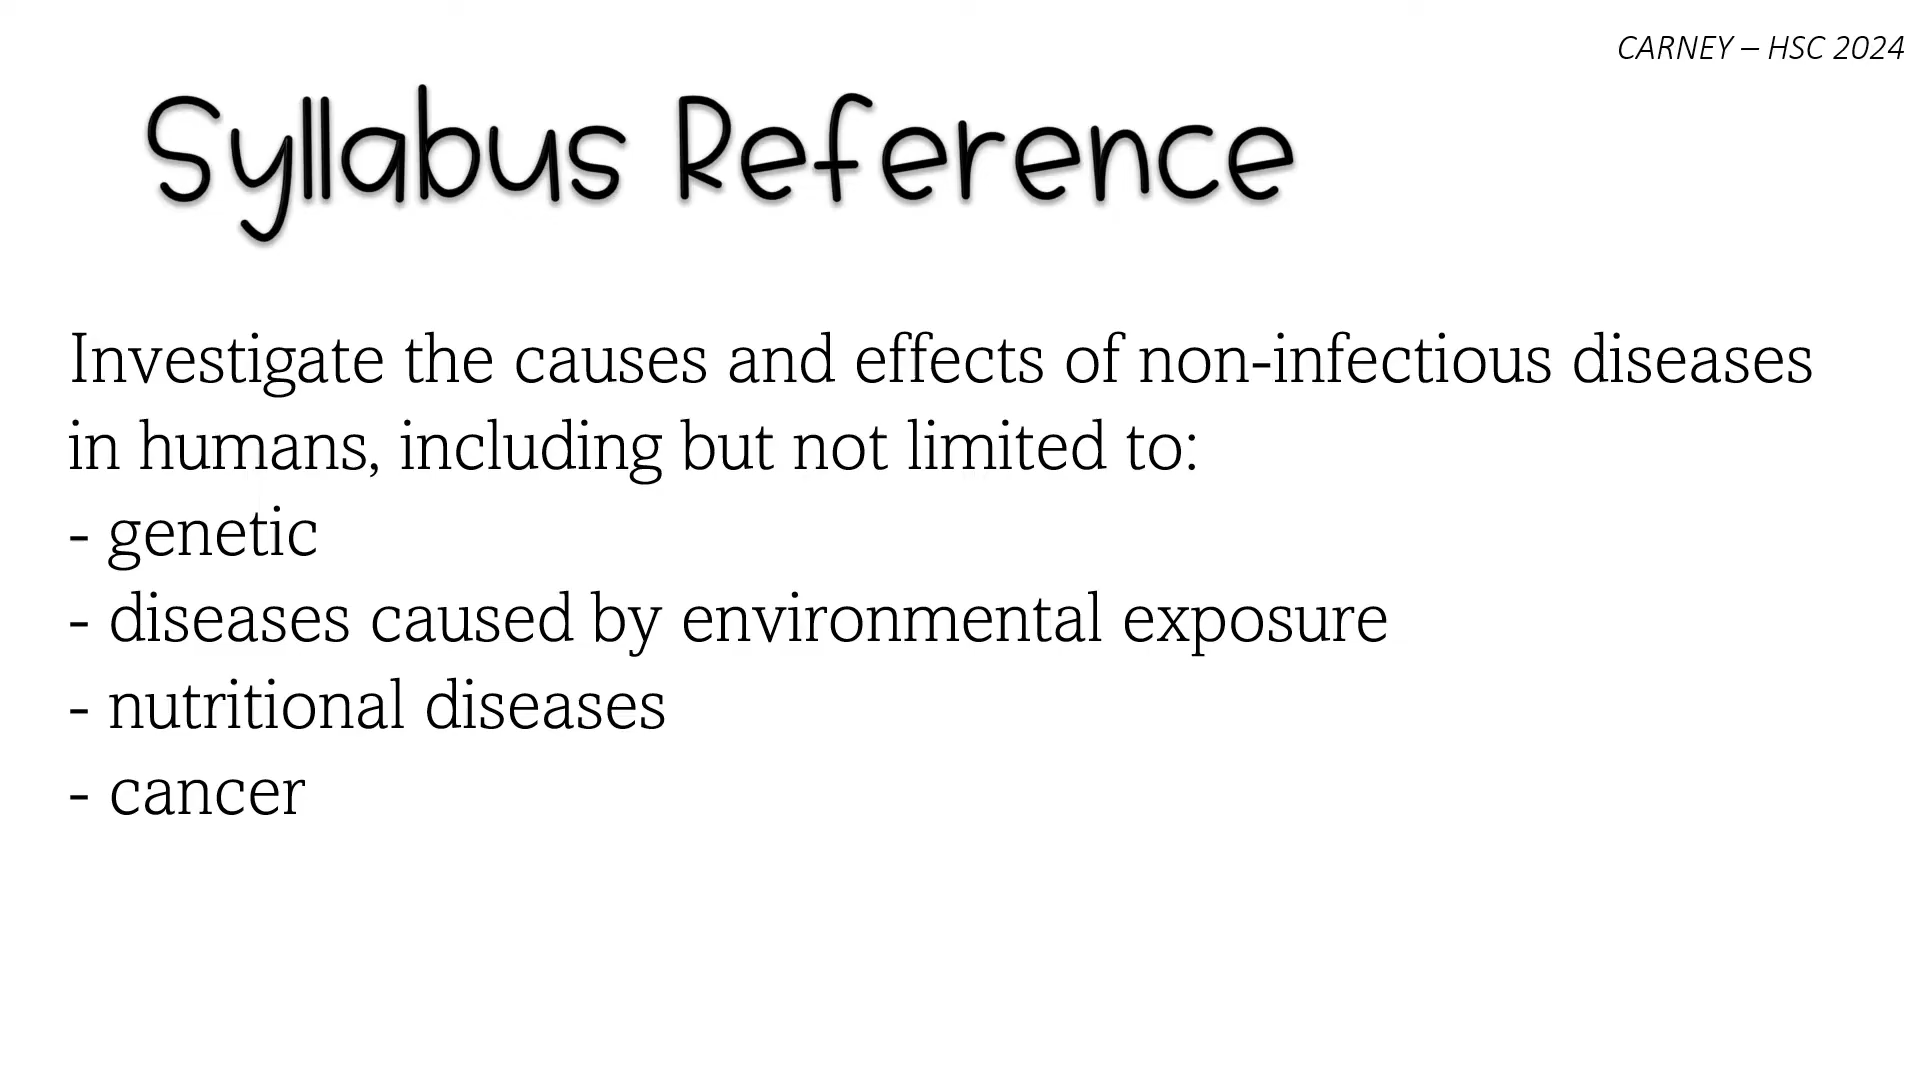 CARNEY – HSC 2024
Syllabus Reference
Investigate the causes and effects of non-infectious diseases
in humans, including but not limited to:
- genetic
- diseases caused by environmental exposure
- nutritional diseases
- cancer